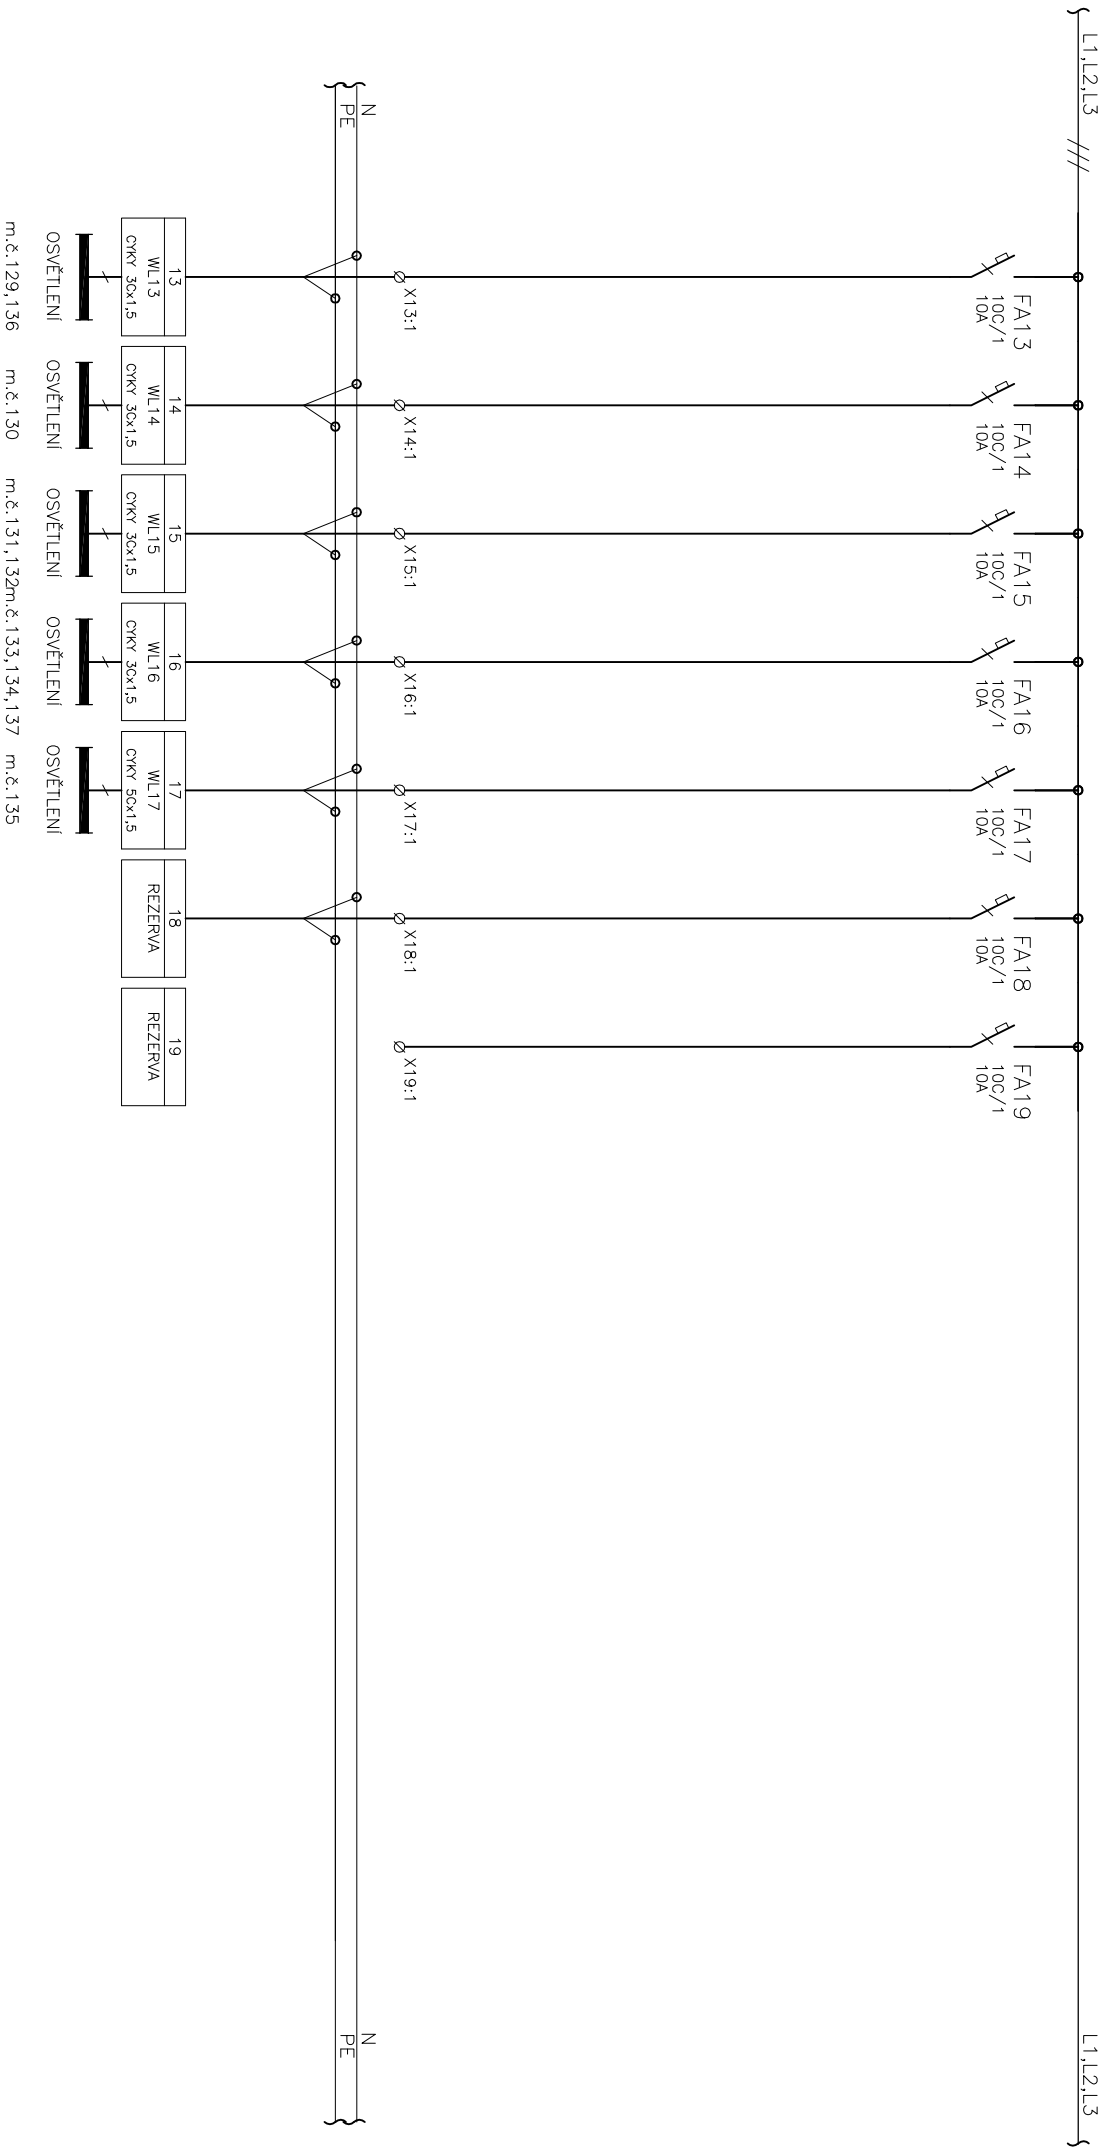 L1,L2,L3
L1,L2,L3
FA13
10C/1
10A
FA14
10C/1
10A
FA15
10C/1
10A
FA16
10C/1
10A
FA17
10C/1
10A
FA18
10C/1
10A
FA19
10C/1
10A
X13:1
X14:1
X15:1
X16:1
X17:1
X18:1
X19:1
N
PE
N
PE
13
WL13
CYKY 3Cx1,5
14
WL14
CYKY 3Cx1,5
15
WL15
CYKY 3Cx1,5
16
WL16
CYKY 3Cx1,5
17
WL17
CYKY 5Cx1,5
18
REZERVA
19
REZERVA
OSVĚTLENÍ
OSVĚTLENÍ
OSVĚTLENÍ
OSVĚTLENÍ
OSVĚTLENÍ
m.č.129,136
m.č.130
m.č.131,132
m.č.133,134,137
m.č.135